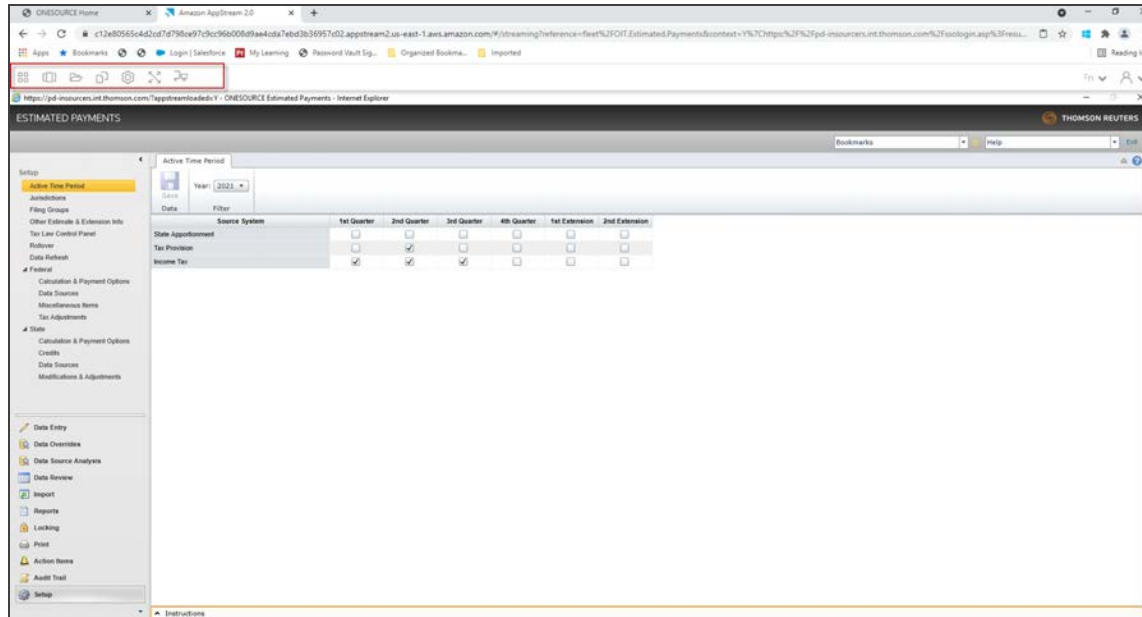 ONESOURCE Home
Amazon AppStream 2.0
Apps Bookmarks Login | Salesforce My Learning Password Vault Sig... Organized Bookma... Imported Reading
Fn
https://pd-insourcers.int.thomson.com/?appstreamloaded=Y - ONESOURCE Estimated Payments - Internet Explorer
ESTIMATED PAYMENTS
THOMSON REUTERS
Bookmarks Help Exit
Active Time Period
Save
Year: 2021
Data Filter
Setup
Active Time Period
Jurisdictions
Filing Groups
Other Estimate & Extension Info
Tax Law Control Panel
Rollover
Data Refresh
Federal
Calculation & Payment Options
Data Sources
Miscellaneous Items
Tax Adjustments
State
Calculation & Payment Options
Credits
Data Sources
Modifications & Adjustments
Data Entry
Data Overrides
Data Source Analysis
Data Review
Import
Reports
Locking
Print
Action Items
Audit Trail
Setup
Source System 1st Quarter 2nd Quarter 3rd Quarter 4th Quarter 1st Extension 2nd Extension
State Apportionment
Tax Provision
Income Tax
Instructions